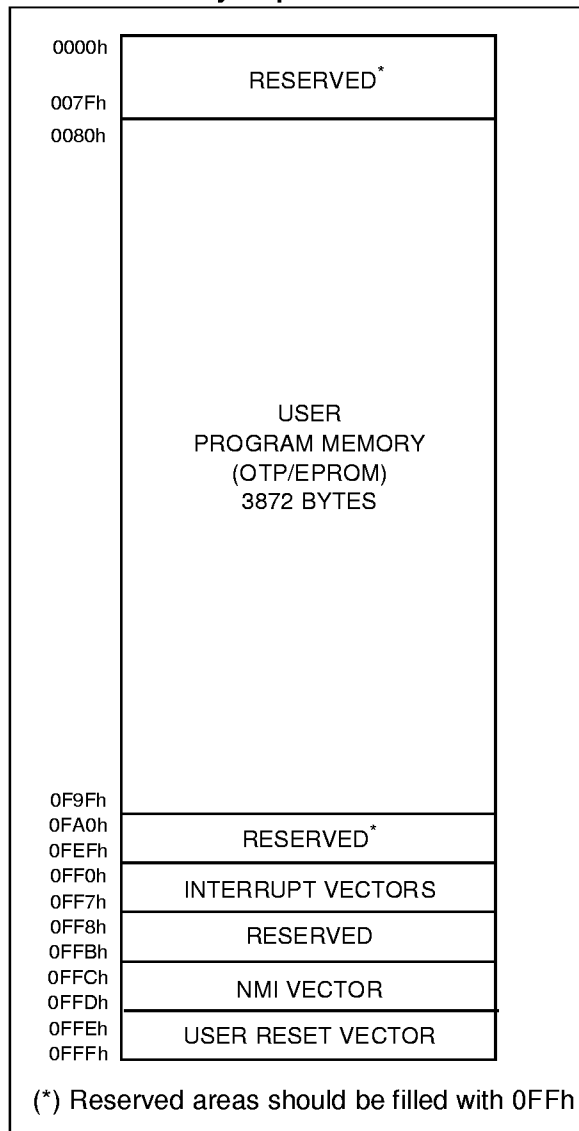 0000h
RESERVED*
007Fh
0080h
USER
PROGRAM MEMORY
(OTP/EPROM)
3872 BYTES
0F9Fh
0FA0h
RESERVED*
0FEFh
0FF0h
INTERRUPT VECTORS
0FF7h
0FF8h
RESERVED
0FFBh
0FFCh
NMI VECTOR
0FFDh
0FFEh
USER RESET VECTOR
0FFFh
(*) Reserved areas should be filled with 0FFh